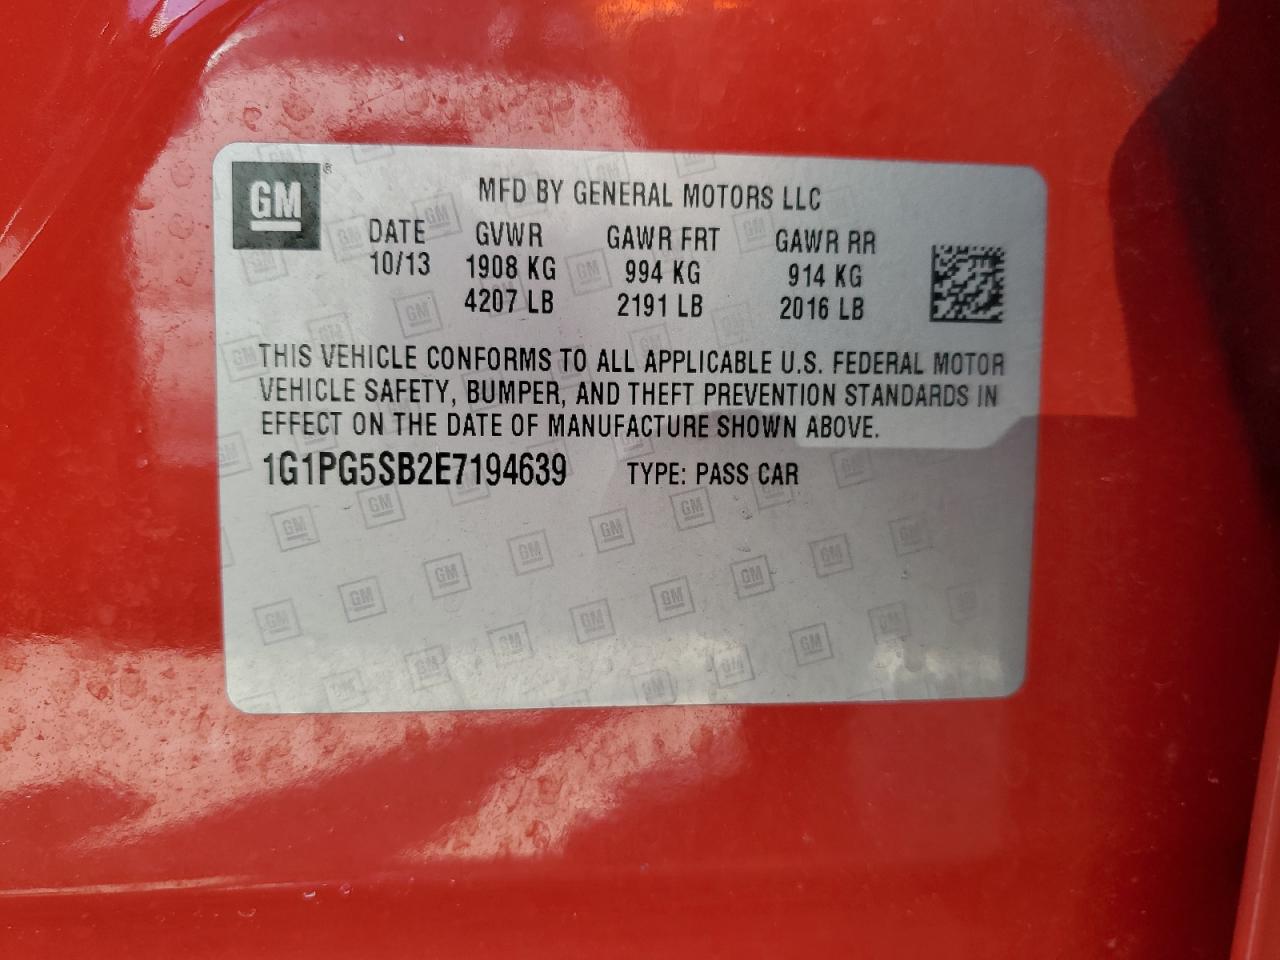 GM®
MFD BY GENERAL MOTORS LLC
DATE GVWR GAWR FRT GAWR RR
10/13 1908 KG 994 KG 914 KG
4207 LB 2191 LB 2016 LB
THIS VEHICLE CONFORMS TO ALL APPLICABLE U.S. FEDERAL MOTOR
VEHICLE SAFETY, BUMPER, AND THEFT PREVENTION STANDARDS IN
EFFECT ON THE DATE OF MANUFACTURE SHOWN ABOVE.
1G1PG5SB2E7194639 TYPE: PASS CAR